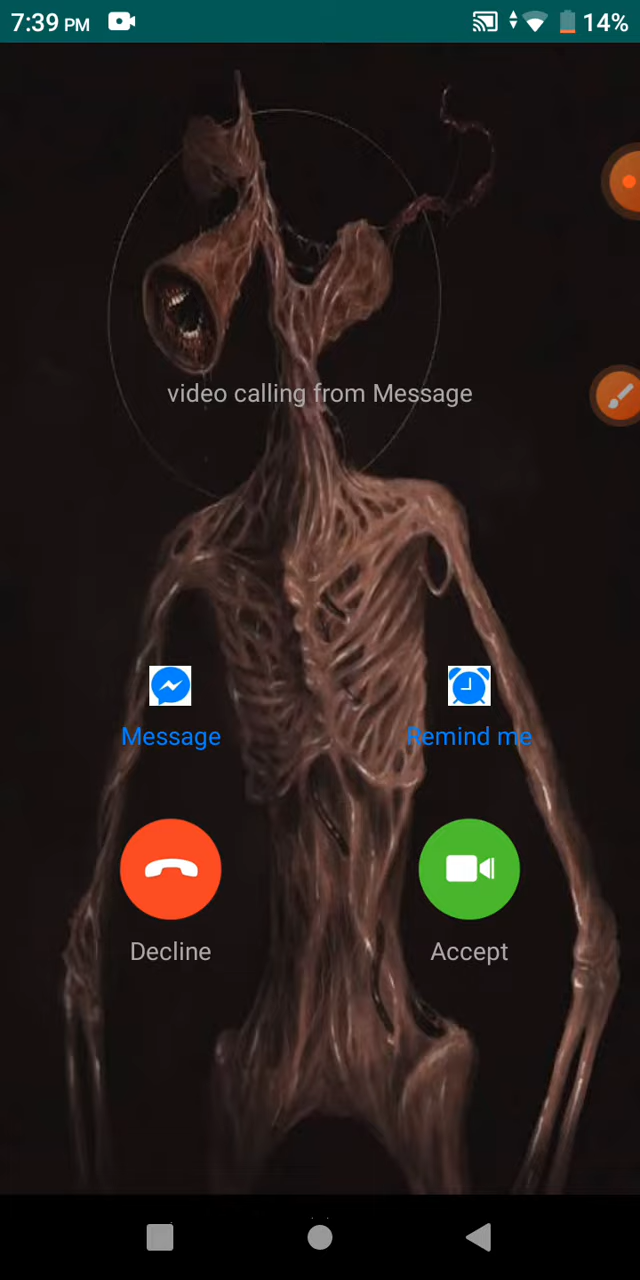 7:39 PM 14%
video calling from Message
Message Remind me
Decline Accept